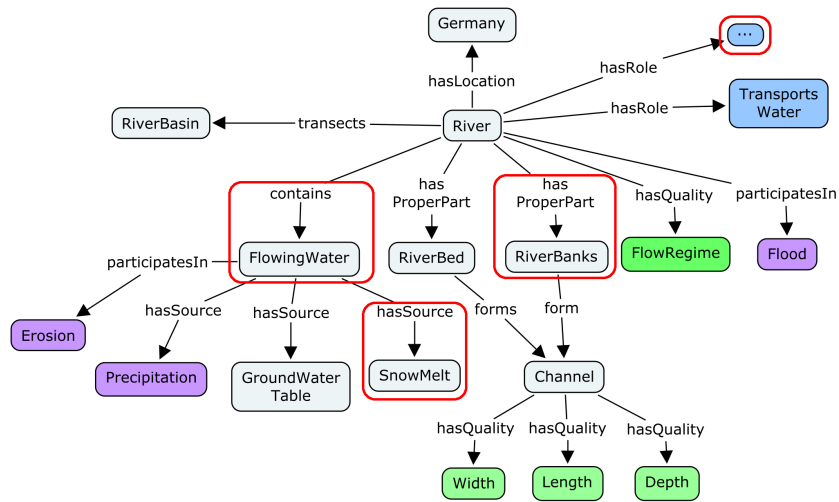 Germany
...
hasRole
hasLocation
Transports
Water
hasRole
RiverBasin
transects
River
contains
has
ProperPart
has
ProperPart
hasQuality
participatesIn
participatesIn
FlowingWater
RiverBed
RiverBanks
FlowRegime
Flood
hasSource
hasSource
hasSource
forms
form
Erosion
Precipitation
GroundWater
Table
SnowMelt
Channel
hasQuality
hasQuality
hasQuality
Width
Length
Depth